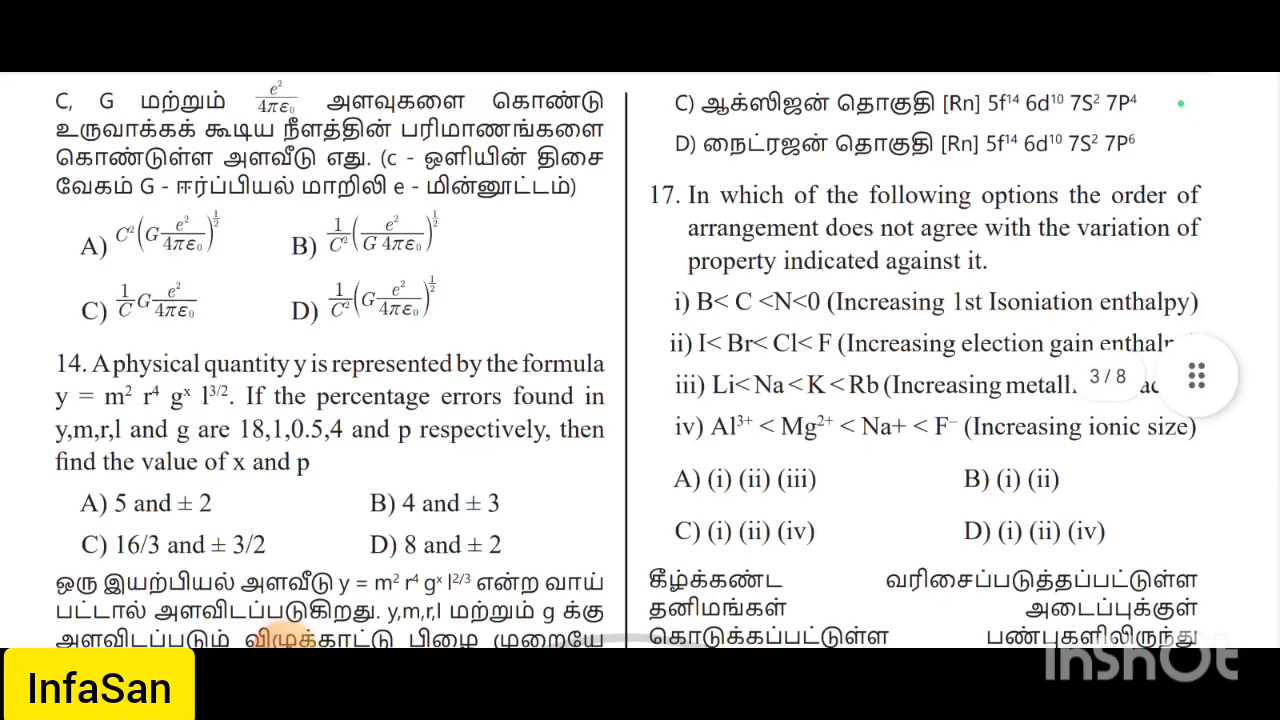 C, G மற்றும் e²/4πε₀ அளவுகளை கொண்டு
உருவாக்கக் கூடிய நீளத்தின் பரிமாணங்களை
கொண்டுள்ள அளவீடு எது. (c - ஒளியின் திசை
வேகம் G - ஈர்ப்பியல் மாறிலி e - மின்னூட்டம்)
A) C²(G e²/4πε₀)^½ B) 1/C²(e²/G 4πε₀)^½
C) 1/C G e²/4πε₀ D) 1/C²(G e²/4πε₀)^½
14. A physical quantity y is represented by the formula
y = m² r⁴ gˣ l^3/2. If the percentage errors found in
y,m,r,l and g are 18,1,0.5,4 and p respectively, then
find the value of x and p
A) 5 and ± 2 B) 4 and ± 3
C) 16/3 and ± 3/2 D) 8 and ± 2
ஒரு இயற்பியல் அளவீடு y = m² r⁴ gˣ l^2/3 என்ற வாய்
பட்டால் அளவிடப்படுகிறது. y,m,r,l மற்றும் g க்கு
அளவிடப்படும் விழுக்காட்டு பிழை முறையே
C) ஆக்ஸிஜன் தொகுதி [Rn] 5f¹⁴ 6d¹⁰ 7S² 7P⁴
D) நைட்ரஜன் தொகுதி [Rn] 5f¹⁴ 6d¹⁰ 7S² 7P⁶
17. In which of the following options the order of
arrangement does not agree with the variation of
property indicated against it.
i) B< C <N<0 (Increasing 1st Isoniation enthalpy)
ii) I< Br< Cl< F (Increasing election gain
iii) Li< Na < K < Rb (Increasing
3 / 8
iv) Al³⁺ < Mg²⁺ < Na+ < F⁻ (Increasing ionic size)
A) (i) (ii) (iii) B) (i) (ii)
C) (i) (ii) (iv) D) (i) (ii) (iv)
கீழ்க்கண்ட வரிசைப்படுத்தப்பட்டுள்ள
தனிமங்கள் அடைப்புக்குள்
கொடுக்கப்பட்டுள்ள பண்புகளிலிருந்து
InShOt
InfaSan